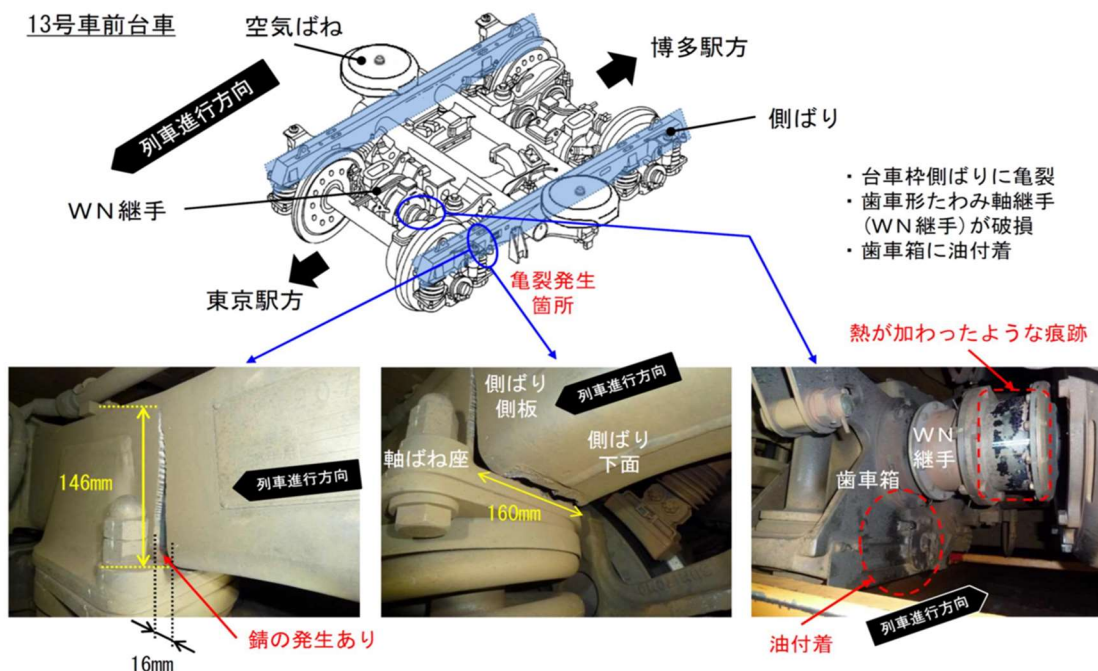 13号車前台車
空気ばね
博多駅方
列車進行方向
側ばり
WN継手
東京駅方
亀裂発生
箇所
・台車枠側ばりに亀裂
・歯車形たわみ軸継手
(WN継手)が破損
・歯車箱に油付着
熱が加わったような痕跡
146mm
列車進行方向
錆の発生あり
16mm
側ばり
側板
列車進行方向
側ばり
下面
軸ばね座
160mm
WN
継手
歯車箱
列車進行方向
油付着